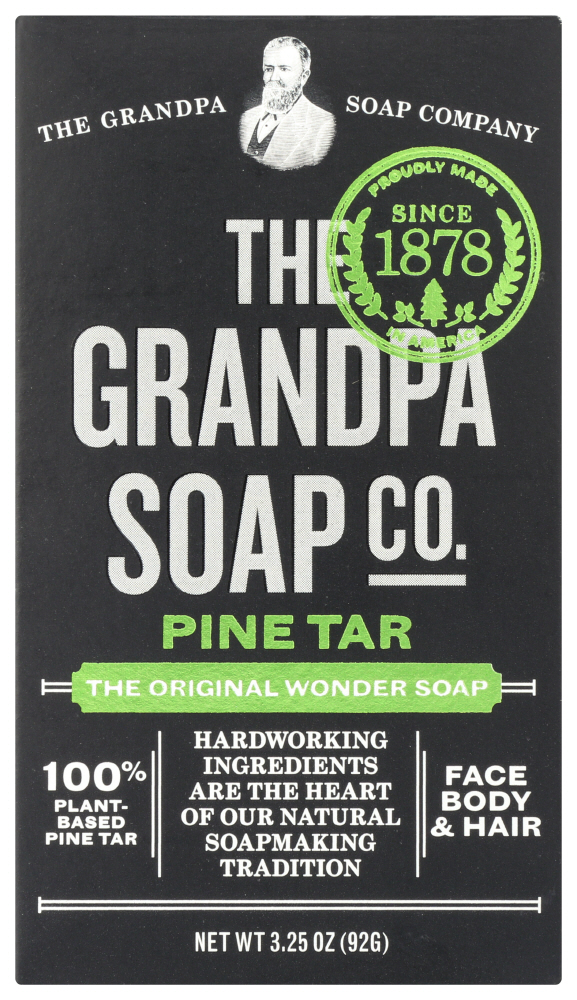 THE GRANDPA SOAP COMPANY
PROUDLY MADE
SINCE
1878
IN AMERICA
THE
GRANDPA
SOAP CO.
PINE TAR
THE ORIGINAL WONDER SOAP
100%
PLANT-
BASED
PINE TAR
HARDWORKING
INGREDIENTS
ARE THE HEART
OF OUR NATURAL
SOAPMAKING
TRADITION
FACE
BODY
& HAIR
NET WT 3.25 OZ (92G)